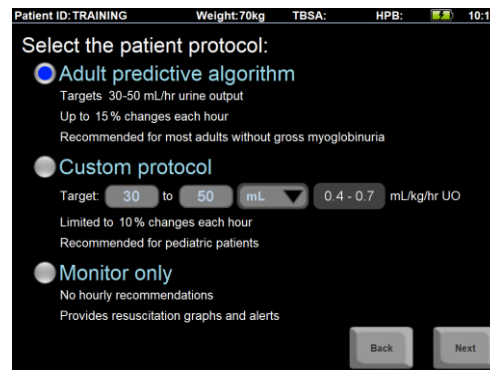 Patient ID:TRAINING Weight:70kg TBSA: HPB: 10:1
Select the patient protocol:
Adult predictive algorithm
Targets 30-50 mL/hr urine output
Up to 15% changes each hour
Recommended for most adults without gross myoglobinuria
Custom protocol
Target: 30 to 50 mL 0.4 - 0.7 mL/kg/hr UO
Limited to 10% changes each hour
Recommended for pediatric patients
Monitor only
No hourly recommendations
Provides resuscitation graphs and alerts
Back Next